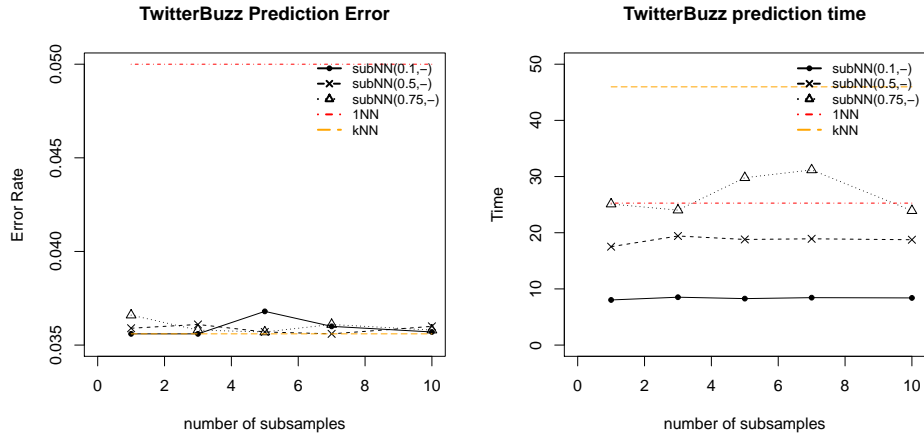 TwitterBuzz Prediction Error
0.050
0.045
0.040
0.035
Error Rate
0 2 4 6 8 10
number of subsamples
subNN(0.1,−)
subNN(0.5,−)
subNN(0.75,−)
1NN
kNN
TwitterBuzz prediction time
50
40
30
20
10
0
Time
0 2 4 6 8 10
number of subsamples
subNN(0.1,−)
subNN(0.5,−)
subNN(0.75,−)
1NN
kNN